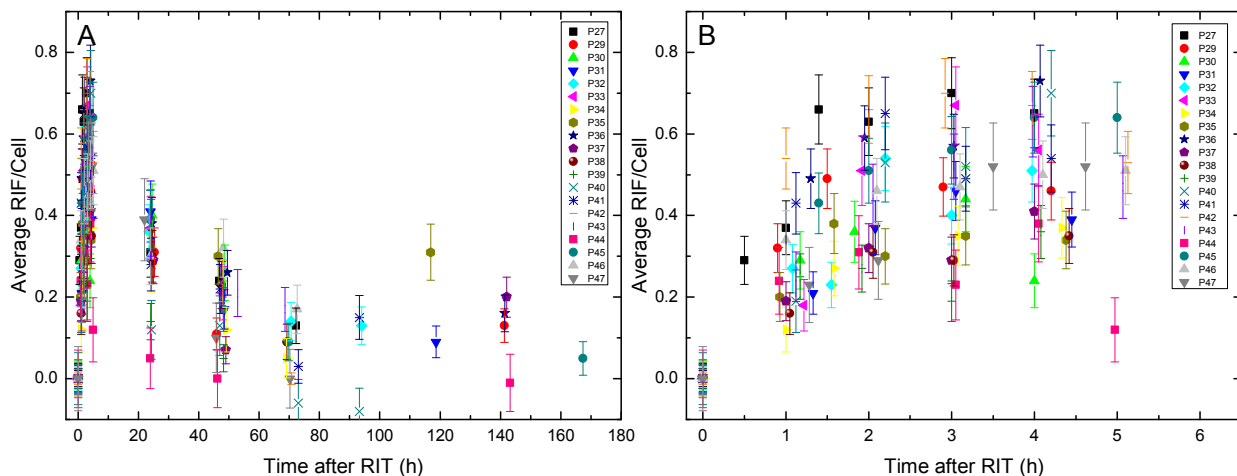 A
Average RIF/Cell
0.8
0.6
0.4
0.2
0.0
0 20 40 60 80 100 120 140 160 180
Time after RIT (h)
P27
P29
P30
P31
P32
P33
P34
P35
P36
P37
P38
P39
P40
P41
P42
P43
P44
P45
P46
P47
B
Average RIF/Cell
0.8
0.6
0.4
0.2
0.0
0 1 2 3 4 5 6
Time after RIT (h)
P27
P29
P30
P31
P32
P33
P34
P35
P36
P37
P38
P39
P40
P41
P42
P43
P44
P45
P46
P47